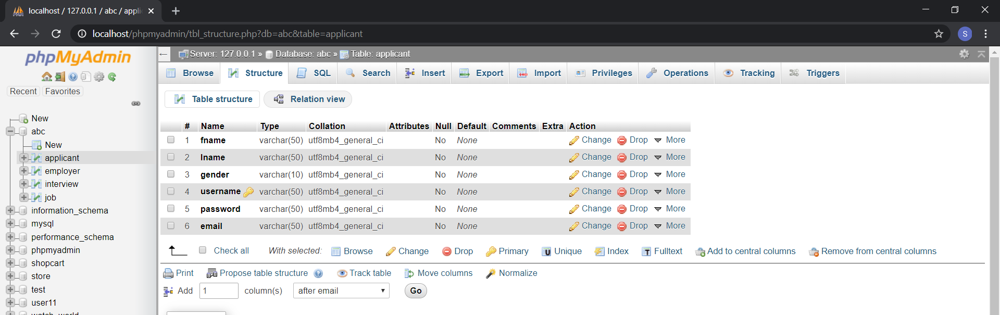 localhost / 127.0.0.1 / abc / appli
localhost/phpmyadmin/tbl_structure.php?db=abc&table=applicant
S
phpMyAdmin
Recent Favorites
New
abc
New
applicant
employer
interview
job
information_schema
mysql
performance_schema
phpmyadmin
shopcart
store
test
user11
watch_world
Server: 127.0.0.1 » Database: abc » Table: applicant
Browse Structure SQL Search Insert Export Import Privileges Operations Tracking Triggers
Table structure Relation view
# Name Type Collation Attributes Null Default Comments Extra Action
1 fname varchar(50) utf8mb4_general_ci No None Change Drop More
2 lname varchar(50) utf8mb4_general_ci No None Change Drop More
3 gender varchar(10) utf8mb4_general_ci No None Change Drop More
4 username varchar(50) utf8mb4_general_ci No None Change Drop More
5 password varchar(50) utf8mb4_general_ci No None Change Drop More
6 email varchar(50) utf8mb4_general_ci No None Change Drop More
Check all With selected: Browse Change Drop Primary Unique Index Fulltext Add to central columns Remove from central columns
Print Propose table structure Track table Move columns Normalize
Add 1 column(s) after email Go